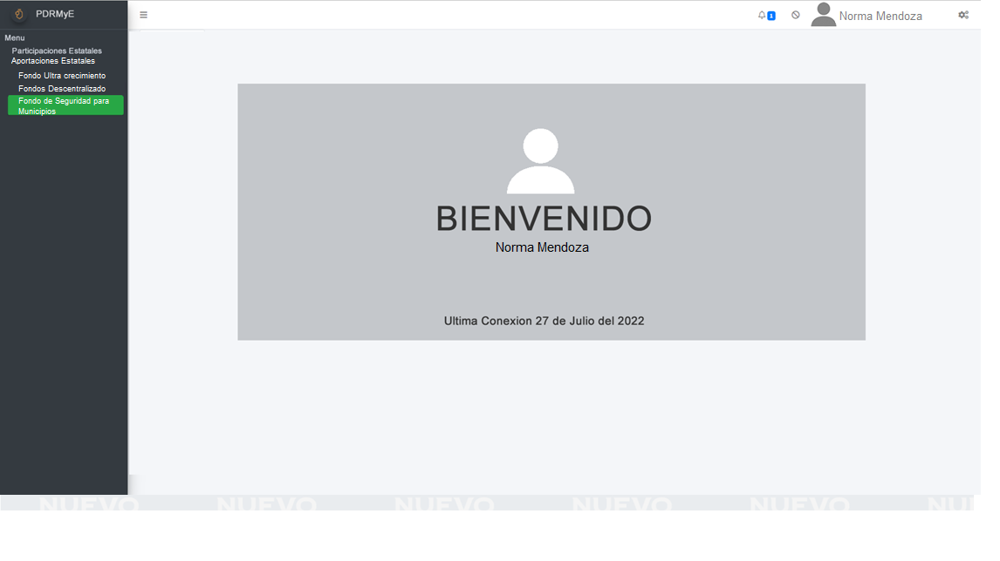 PDRMyE
1
Norma Mendoza
Menu
Participaciones Estatales
Aportaciones Estatales
Fondo Ultra crecimiento
Fondos Descentralizado
Fondo de Seguridad para
Municipios
BIENVENIDO
Norma Mendoza
Ultima Conexion 27 de Julio del 2022
NUEVO NUEVO NUEVO NUEVO NUEVO NU